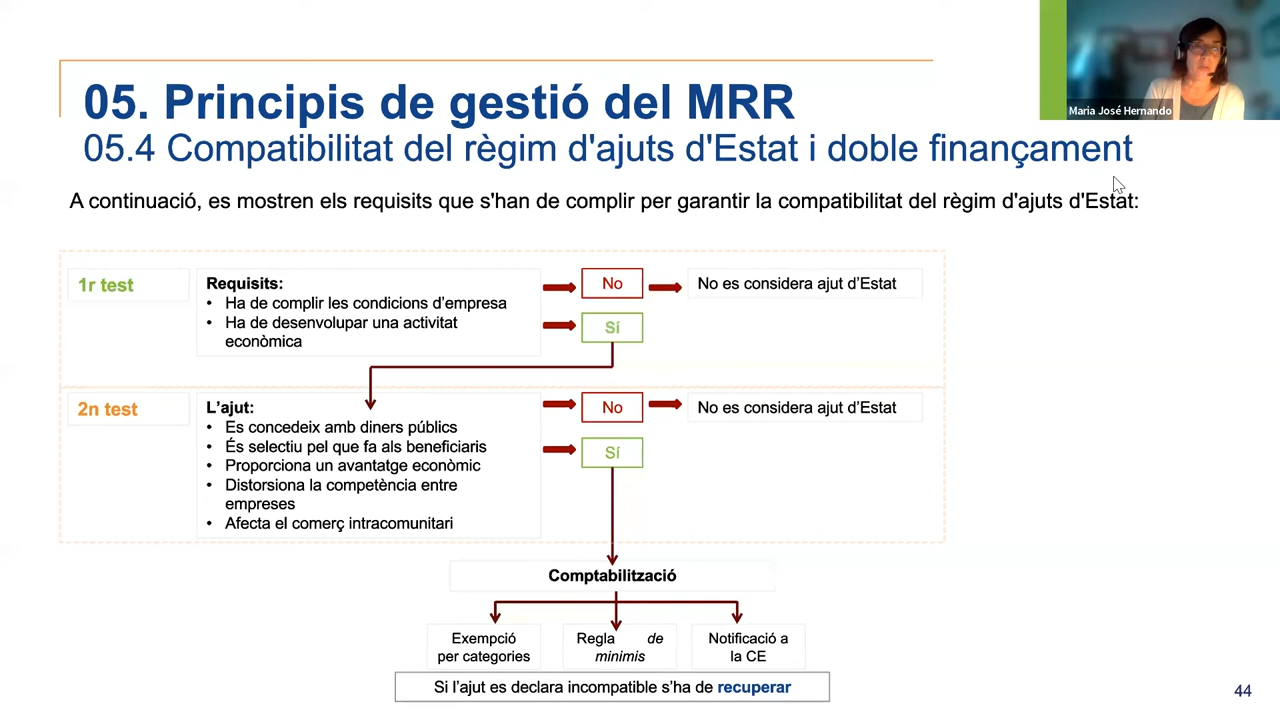 Maria José Hernando
05. Principis de gestió del MRR
05.4 Compatibilitat del règim d'ajuts d'Estat i doble finançament
A continuació, es mostren els requisits que s'han de complir per garantir la compatibilitat del règim d'ajuts d'Estat:
1r test
Requisits:
• Ha de complir les condicions d’empresa
• Ha de desenvolupar una activitat
econòmica
No
No es considera ajut d’Estat
Sí
2n test
L’ajut:
• Es concedeix amb diners públics
• És selectiu pel que fa als beneficiaris
• Proporciona un avantatge econòmic
• Distorsiona la competència entre
empreses
• Afecta el comerç intracomunitari
No
No es considera ajut d’Estat
Sí
Comptabilització
Exempció
per categories
Regla de
minimis
Notificació a
la CE
Si l’ajut es declara incompatible s’ha de recuperar
44